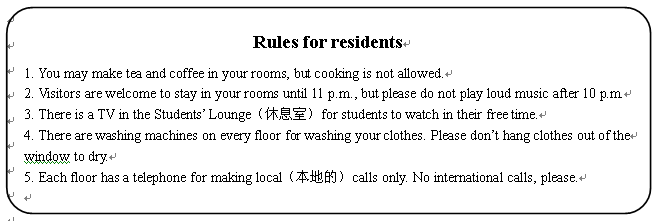 Rules for residents
1. You may make tea and coffee in your rooms, but cooking is not allowed.
2. Visitors are welcome to stay in your rooms until 11 p.m., but please do not play loud music after 10 p.m.
3. There is a TV in the Students’ Lounge（休息室）for students to watch in their free time.
4. There are washing machines on every floor for washing your clothes. Please don’t hang clothes out of the
window to dry.
5. Each floor has a telephone for making local（本地的）calls only. No international calls, please.